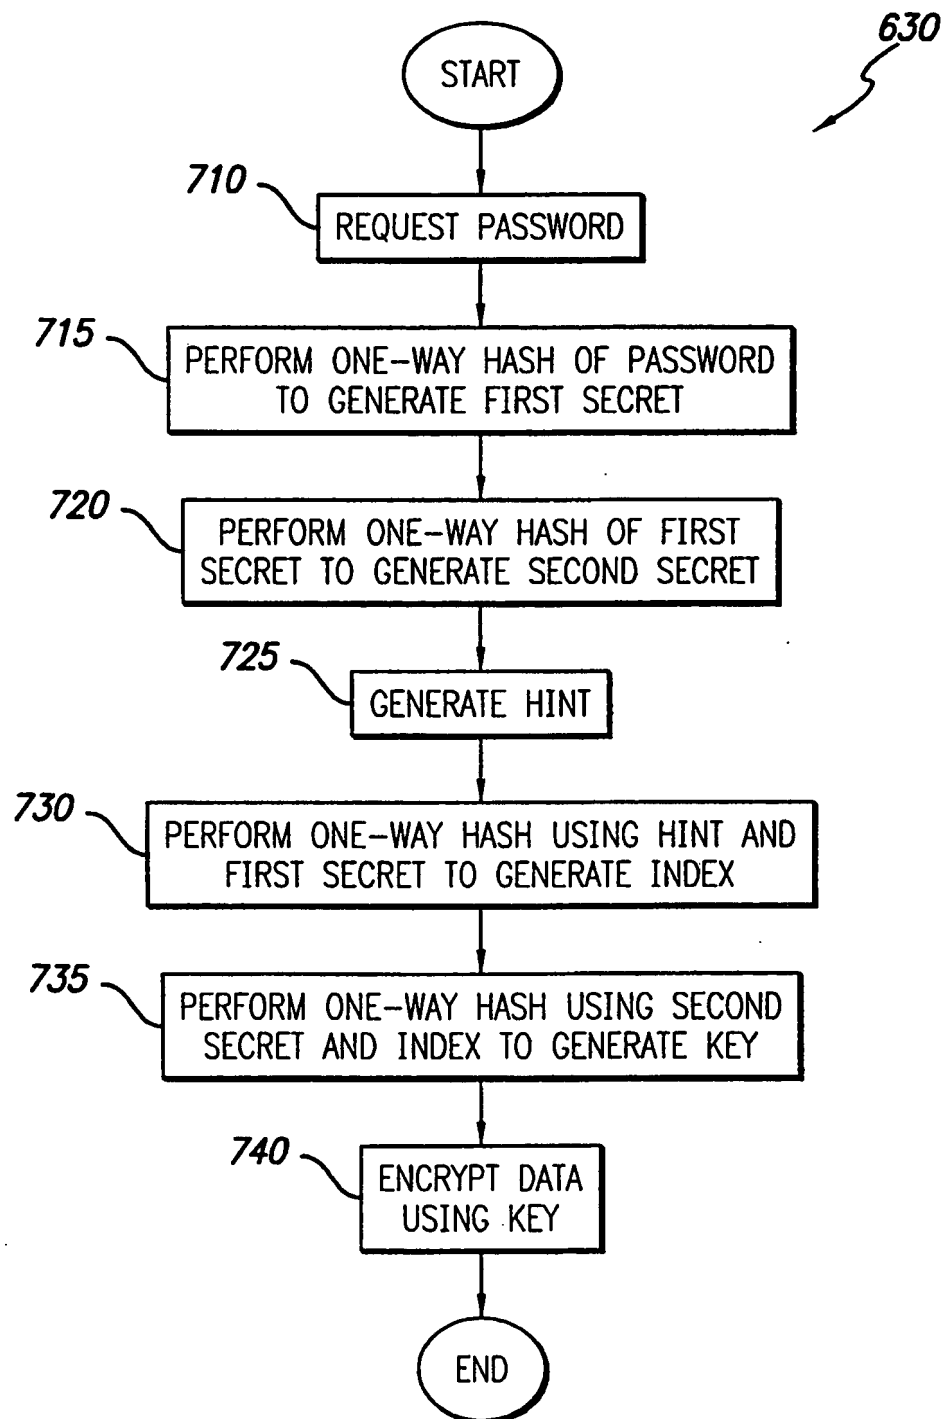 630
START
710
REQUEST PASSWORD
715
PERFORM ONE-WAY HASH OF PASSWORD
TO GENERATE FIRST SECRET
720
PERFORM ONE-WAY HASH OF FIRST
SECRET TO GENERATE SECOND SECRET
725
GENERATE HINT
730
PERFORM ONE-WAY HASH USING HINT AND
FIRST SECRET TO GENERATE INDEX
735
PERFORM ONE-WAY HASH USING SECOND
SECRET AND INDEX TO GENERATE KEY
740
ENCRYPT DATA
USING KEY
END